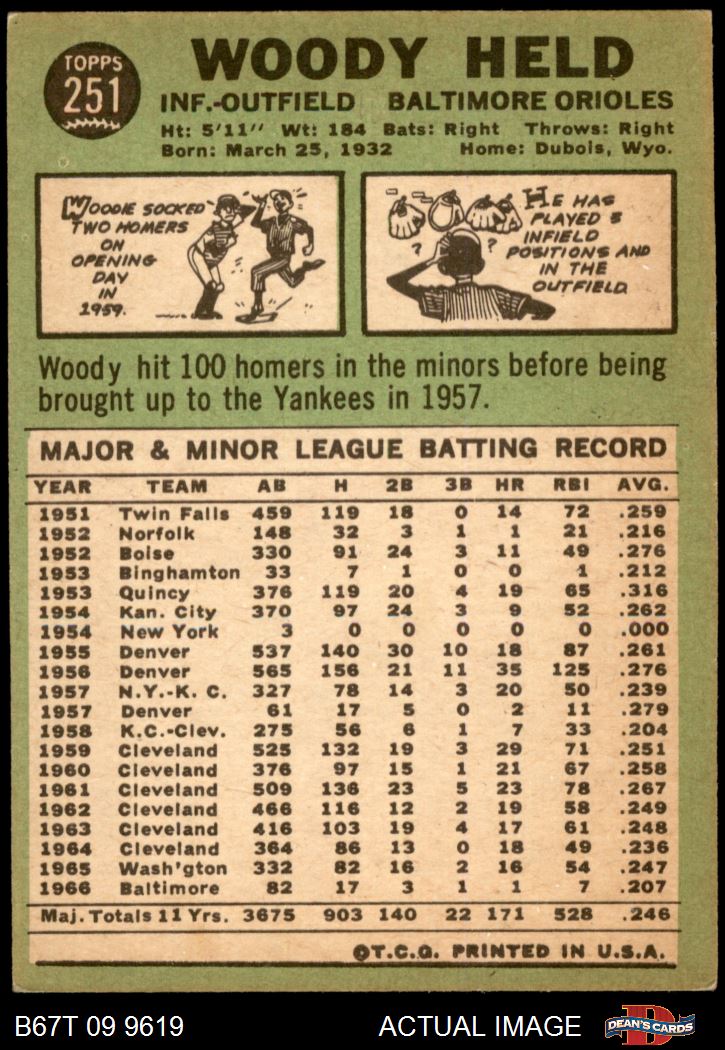 TOPPS
251
WOODY HELD
INF.-OUTFIELD BALTIMORE ORIOLES
Ht: 5'11" Wt: 184 Bats: Right Throws: Right
Born: March 25, 1932 Home: Dubois, Wyo.
WOODIE SOCKED
TWO HOMERS
ON
OPENING
DAY
IN
1959.
HE HAS
PLAYED 3
INFIELD
POSITIONS AND
IN THE
OUTFIELD
? ?
Woody hit 100 homers in the minors before being
brought up to the Yankees in 1957.
MAJOR & MINOR LEAGUE BATTING RECORD
YEAR TEAM AB H 2B 3B HR RBI AVG.
1951 Twin Falls 459 119 18 0 14 72 .259
1952 Norfolk 148 32 3 1 1 21 .216
1952 Boise 330 91 24 3 11 49 .276
1953 Binghamton 33 7 1 0 0 1 .212
1953 Quincy 376 119 20 4 19 65 .316
1954 Kan. City 370 97 24 3 9 52 .262
1954 New York 3 0 0 0 0 0 .000
1955 Denver 537 140 30 10 18 87 .261
1956 Denver 565 156 21 11 35 125 .276
1957 N.Y.-K. C. 327 78 14 3 20 50 .239
1957 Denver 61 17 5 0 2 11 .279
1958 K.C.-Clev. 275 56 6 1 7 33 .204
1959 Cleveland 525 132 19 3 29 71 .251
1960 Cleveland 376 97 15 1 21 67 .258
1961 Cleveland 509 136 23 5 23 78 .267
1962 Cleveland 466 116 12 2 19 58 .249
1963 Cleveland 416 103 19 4 17 61 .248
1964 Cleveland 364 86 13 0 18 49 .236
1965 Wash'gton 332 82 16 2 16 54 .247
1966 Baltimore 82 17 3 1 1 7 .207
Maj. Totals 11 Yrs. 3675 903 140 22 171 528 .246
©T.C.G. PRINTED IN U.S.A.
B67T 09 9619 ACTUAL IMAGE
D
DEAN'S CARDS